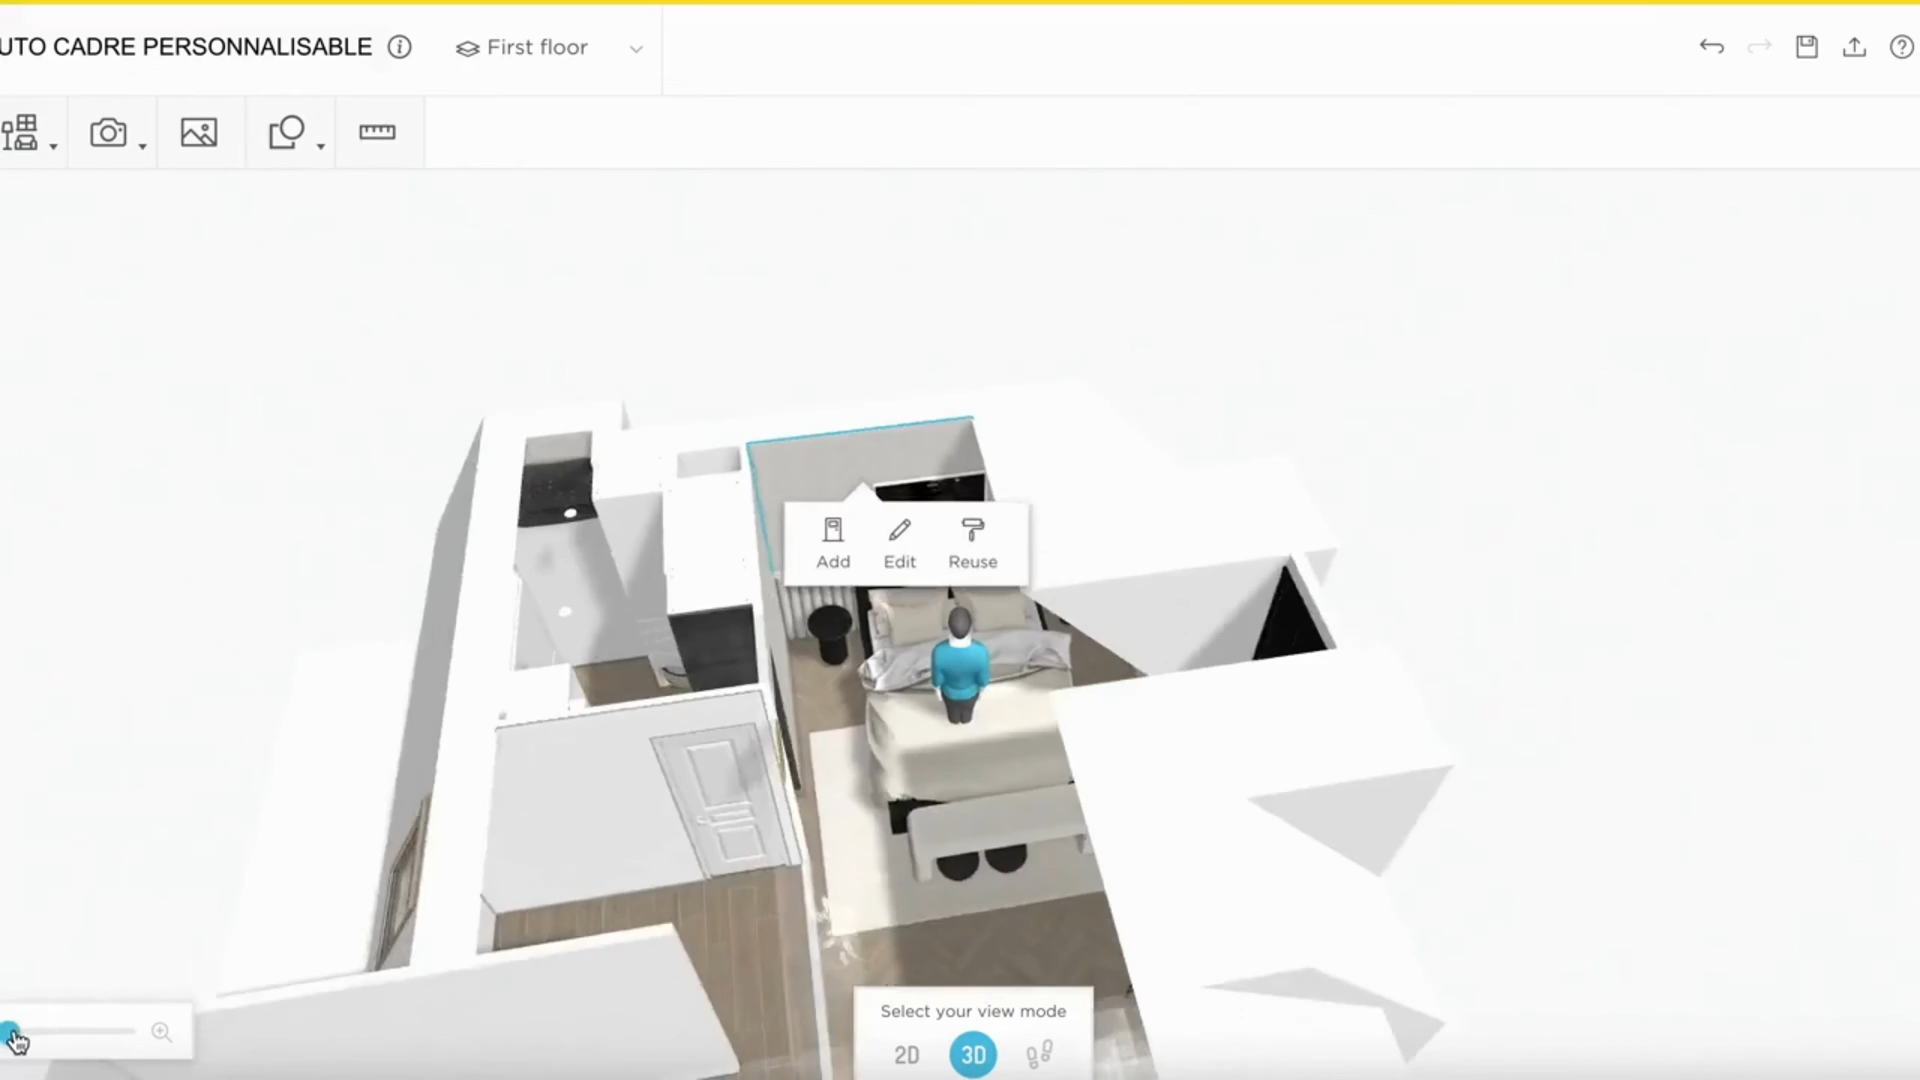 UTO CADRE PERSONNALISABLE
First floor
Add
Edit
Reuse
Select your view mode
2D
3D